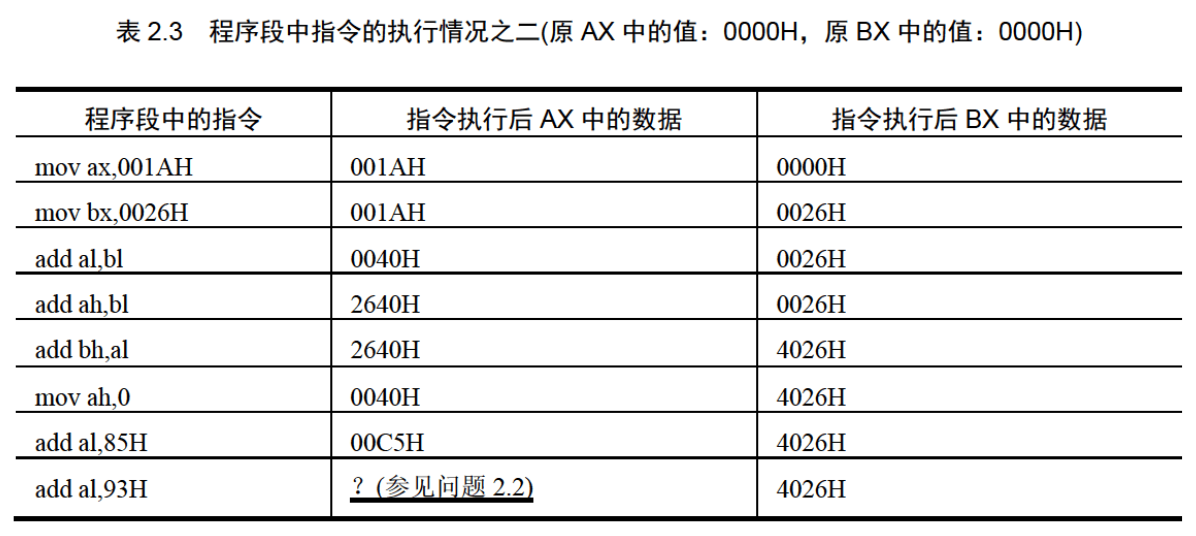 表 2.3 程序段中指令的执行情况之二(原 AX 中的值：0000H，原 BX 中的值：0000H)
程序段中的指令 指令执行后 AX 中的数据 指令执行后 BX 中的数据
mov ax,001AH 001AH 0000H
mov bx,0026H 001AH 0026H
add al,bl 0040H 0026H
add ah,bl 2640H 0026H
add bh,al 2640H 4026H
mov ah,0 0040H 4026H
add al,85H 00C5H 4026H
add al,93H ？(参见问题 2.2) 4026H